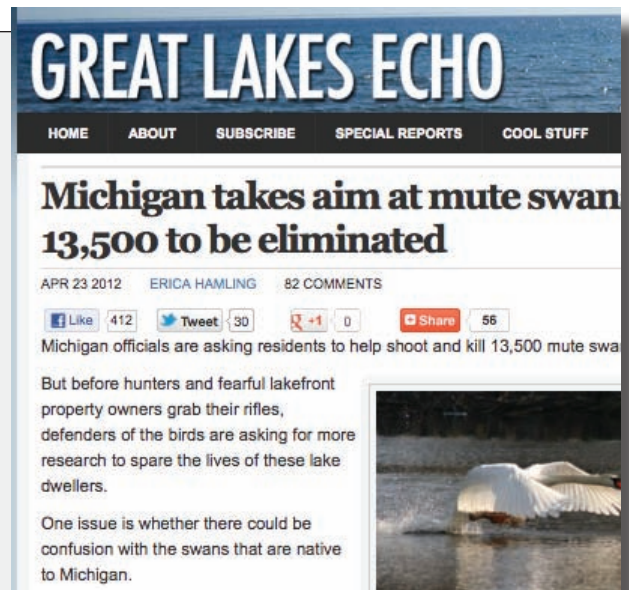 GREAT LAKES ECHO
HOME ABOUT SUBSCRIBE SPECIAL REPORTS COOL STUFF
Michigan takes aim at mute swan
13,500 to be eliminated
APR 23 2012 ERICA HAMLING 82 COMMENTS
Like 412 Tweet 30 +1 0 Share 56
Michigan officials are asking residents to help shoot and kill 13,500 mute swa
But before hunters and fearful lakefront
property owners grab their rifles,
defenders of the birds are asking for more
research to spare the lives of these lake
dwellers.
One issue is whether there could be
confusion with the swans that are native
to Michigan.